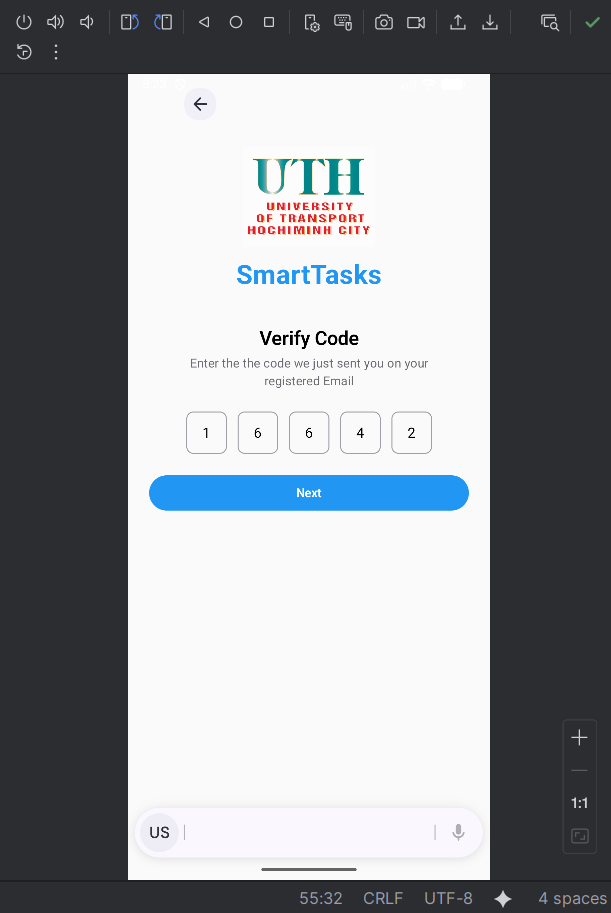 UTH
UNIVERSITY
OF TRANSPORT
HOCHIMINH CITY
SmartTasks
Verify Code
Enter the the code we just sent you on your
registered Email
1 6 6 4 2
Next
US
1:1
55:32 CRLF UTF-8 4 spaces